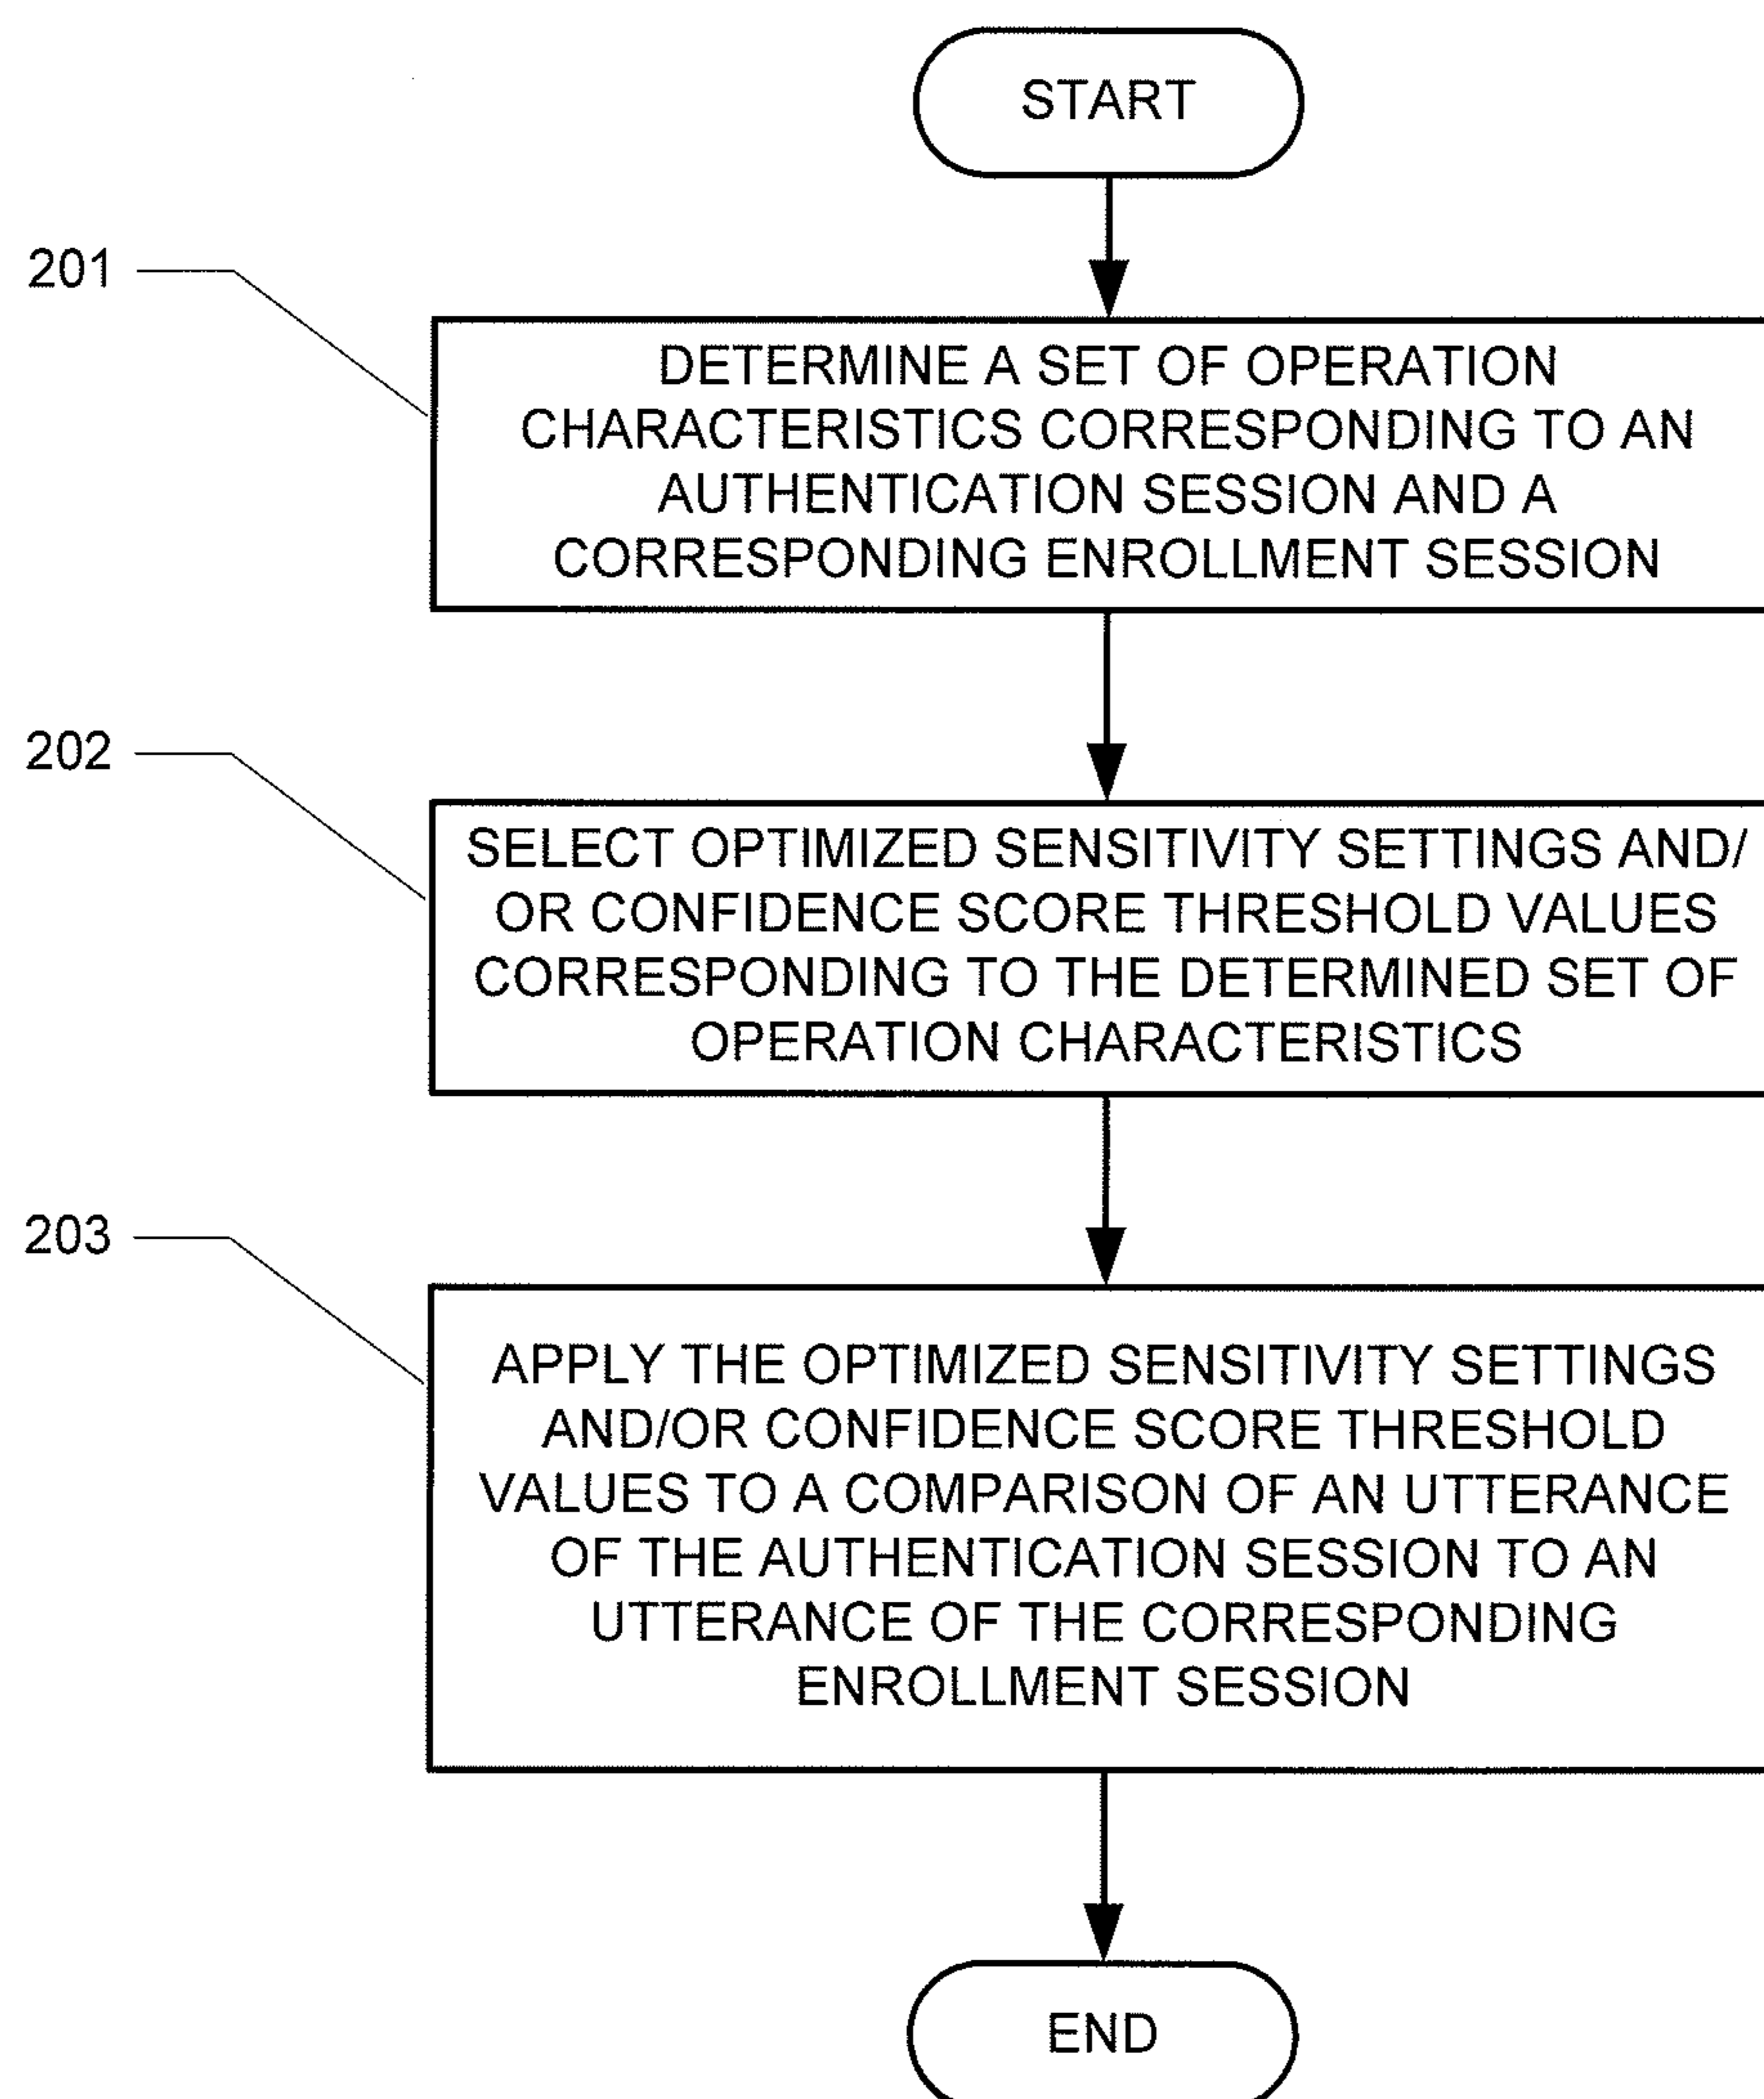 START
201
DETERMINE A SET OF OPERATION
CHARACTERISTICS CORRESPONDING TO AN
AUTHENTICATION SESSION AND A
CORRESPONDING ENROLLMENT SESSION
202
SELECT OPTIMIZED SENSITIVITY SETTINGS AND/
OR CONFIDENCE SCORE THRESHOLD VALUES
CORRESPONDING TO THE DETERMINED SET OF
OPERATION CHARACTERISTICS
203
APPLY THE OPTIMIZED SENSITIVITY SETTINGS
AND/OR CONFIDENCE SCORE THRESHOLD
VALUES TO A COMPARISON OF AN UTTERANCE
OF THE AUTHENTICATION SESSION TO AN
UTTERANCE OF THE CORRESPONDING
ENROLLMENT SESSION
END